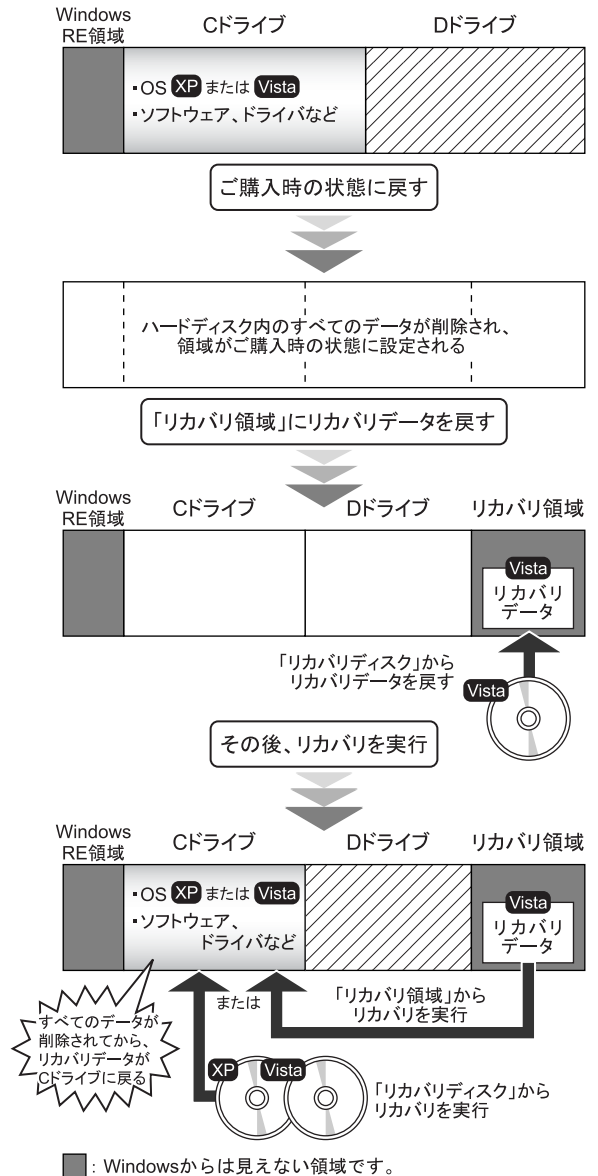 Windows
RE領域
Cドライブ
Dドライブ
・OS XP または Vista
・ソフトウェア、ドライバなど
ご購入時の状態に戻す
ハードディスク内のすべてのデータが削除され、
領域がご購入時の状態に設定される
「リカバリ領域」にリカバリデータを戻す
Windows
RE領域
Cドライブ
Dドライブ
リカバリ領域
Vista
リカバリ
データ
「リカバリディスク」から
リカバリデータを戻す
Vista
その後、リカバリを実行
Windows
RE領域
Cドライブ
Dドライブ
リカバリ領域
・OS XP または Vista
・ソフトウェア、
ドライバなど
Vista
リカバリ
データ
または
「リカバリ領域」から
リカバリを実行
すべてのデータが
削除されてから、
リカバリデータが
Cドライブに戻る
XP
Vista
「リカバリディスク」から
リカバリを実行
: Windowsからは見えない領域です。